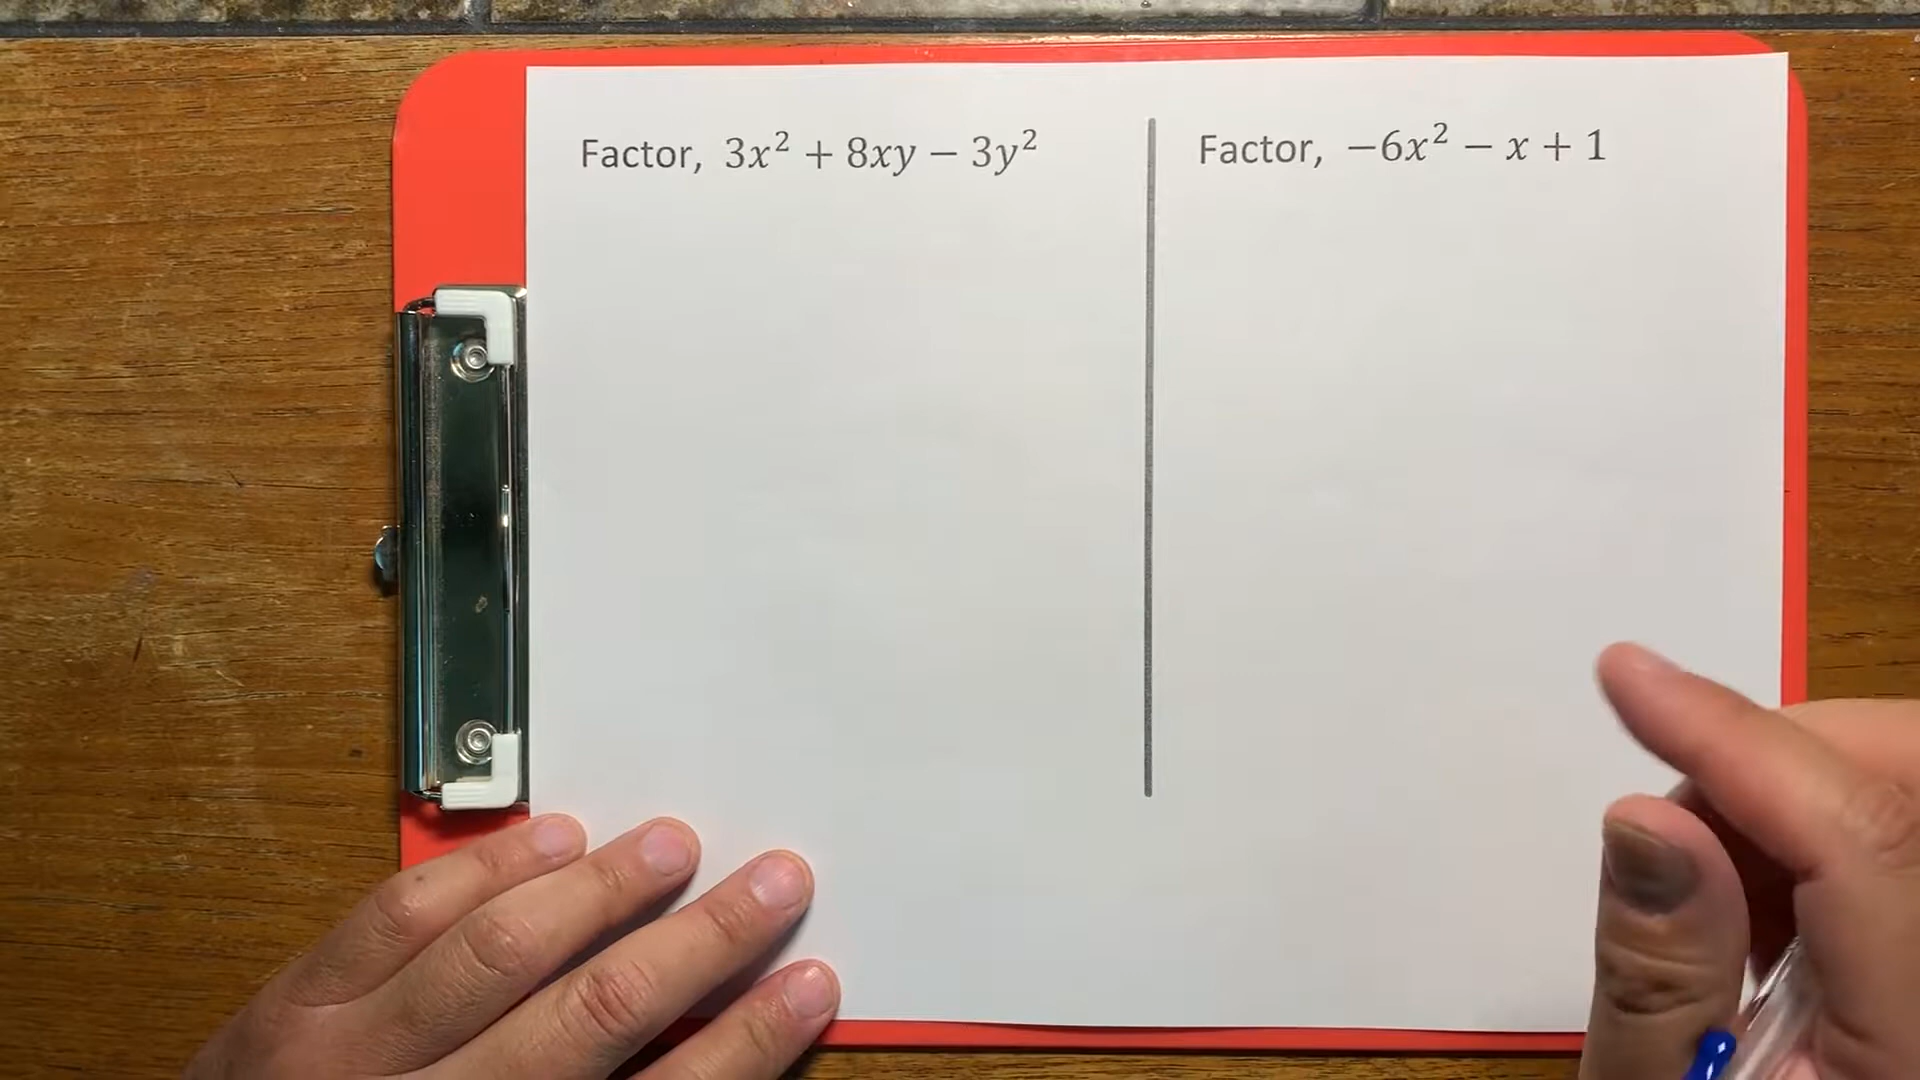 Factor, 3x² + 8xy − 3y²
Factor, −6x² − x + 1